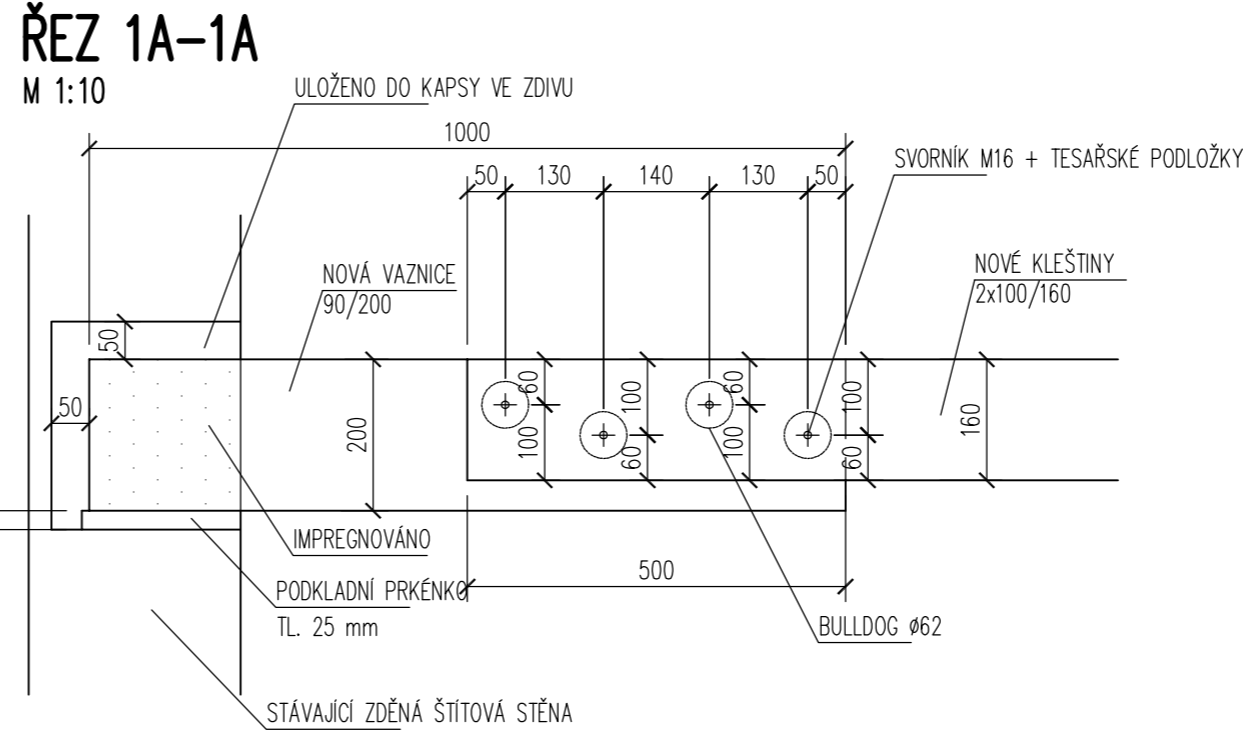 ŘEZ 1A-1A
M 1:10
ULOŽENO DO KAPSY VE ZDIVU
1000
SVORNÍK M16 + TESAŘSKÉ PODLOŽKY
50 130 140 130 50
NOVÁ VAZNICE
90/200
NOVÉ KLEŠTINY
2x100/160
50
50
200
60 100 60 100
100 60 100 60
160
IMPREGNOVÁNO
PODKLADNÍ PRKÉNKO
TL. 25 mm
500
BULLDOG ø62
STÁVAJÍCÍ ZDĚNÁ ŠTÍTOVÁ STĚNA